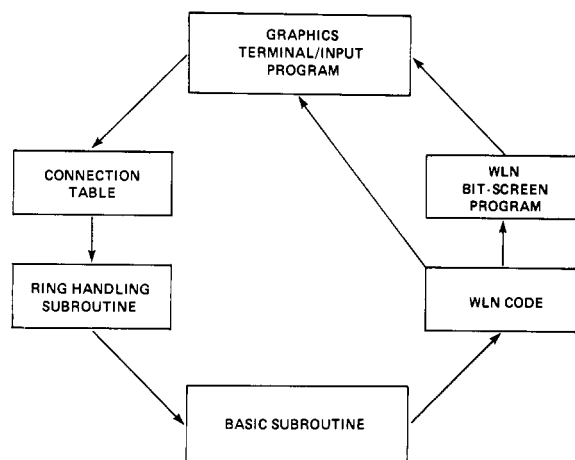 GRAPHICS
TERMINAL/INPUT
PROGRAM
CONNECTION
TABLE
WLN
BIT-SCREEN
PROGRAM
RING HANDLING
SUBROUTINE
WLN CODE
BASIC SUBROUTINE